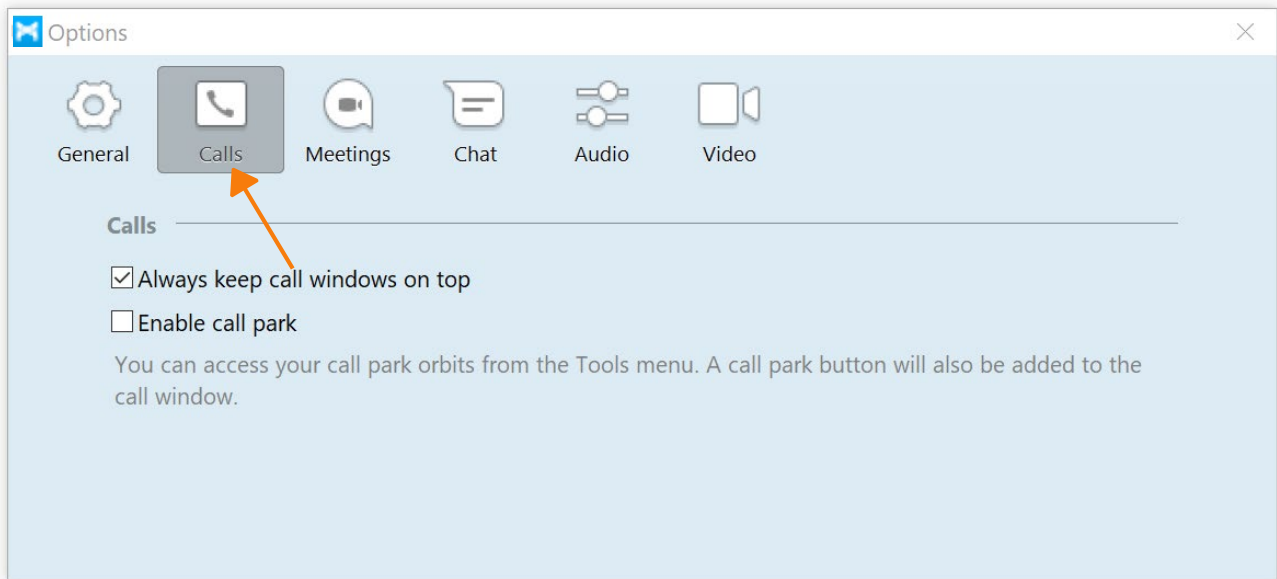 Options
General Calls Meetings Chat Audio Video
Calls
Always keep call windows on top
Enable call park
You can access your call park orbits from the Tools menu. A call park button will also be added to the
call window.